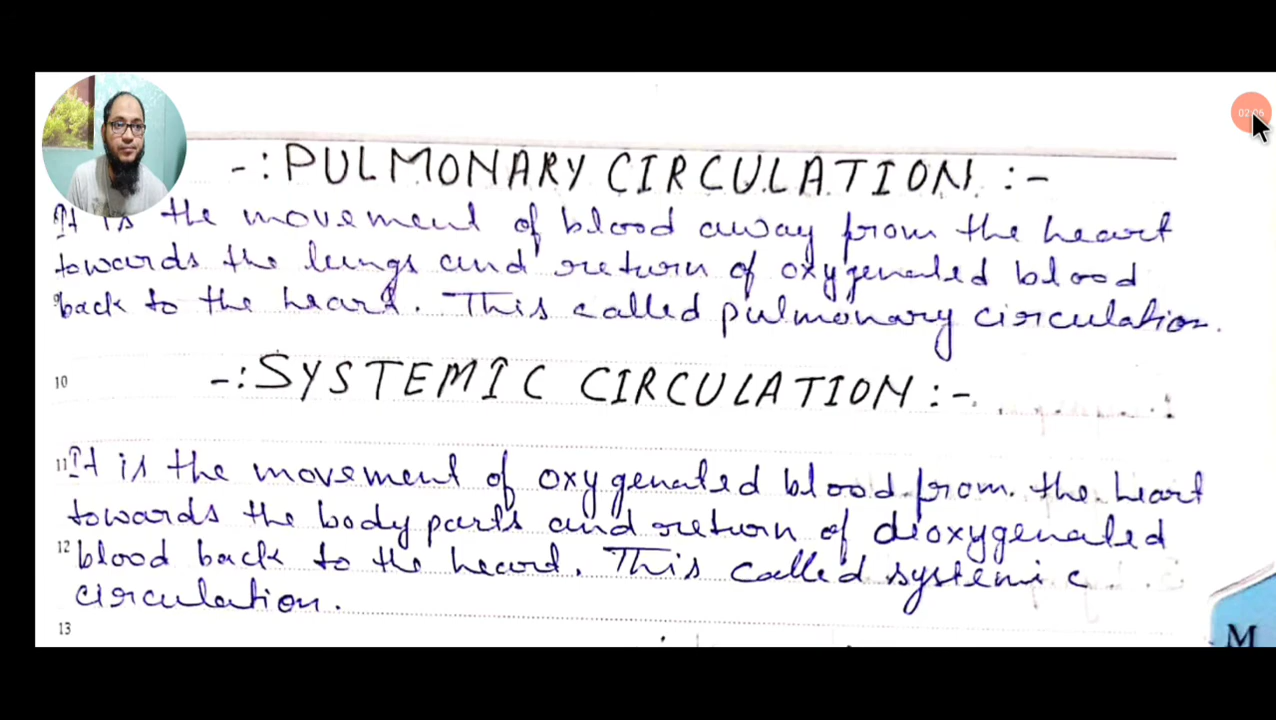 02:06
-: PULMONARY CIRCULATION :-
It is the movement of blood away from the heart
towards the lungs and return of oxygenated blood
back to the heart. This called pulmonary circulation.
10
-: SYSTEMIC CIRCULATION :-
11 It is the movement of oxygenated blood from the heart
towards the body parts and return of dioxygenated
12 blood back to the heart. This called systemic
circulation.
13
M